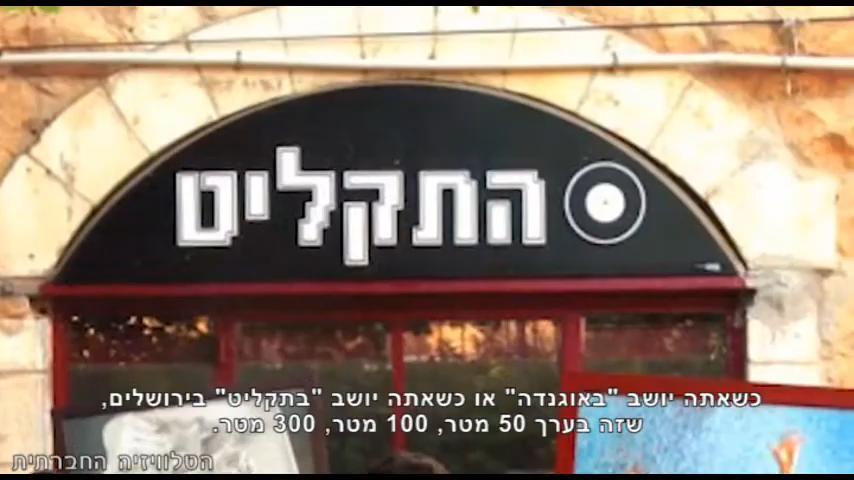 התקליט
כשאתה יושב "באוגנדה" או כשאתה יושב "בתקליט" בירושלים,
שזה בערך 50 מטר, 100 מטר, 300 מטר.
הטלוויזיה החברתית